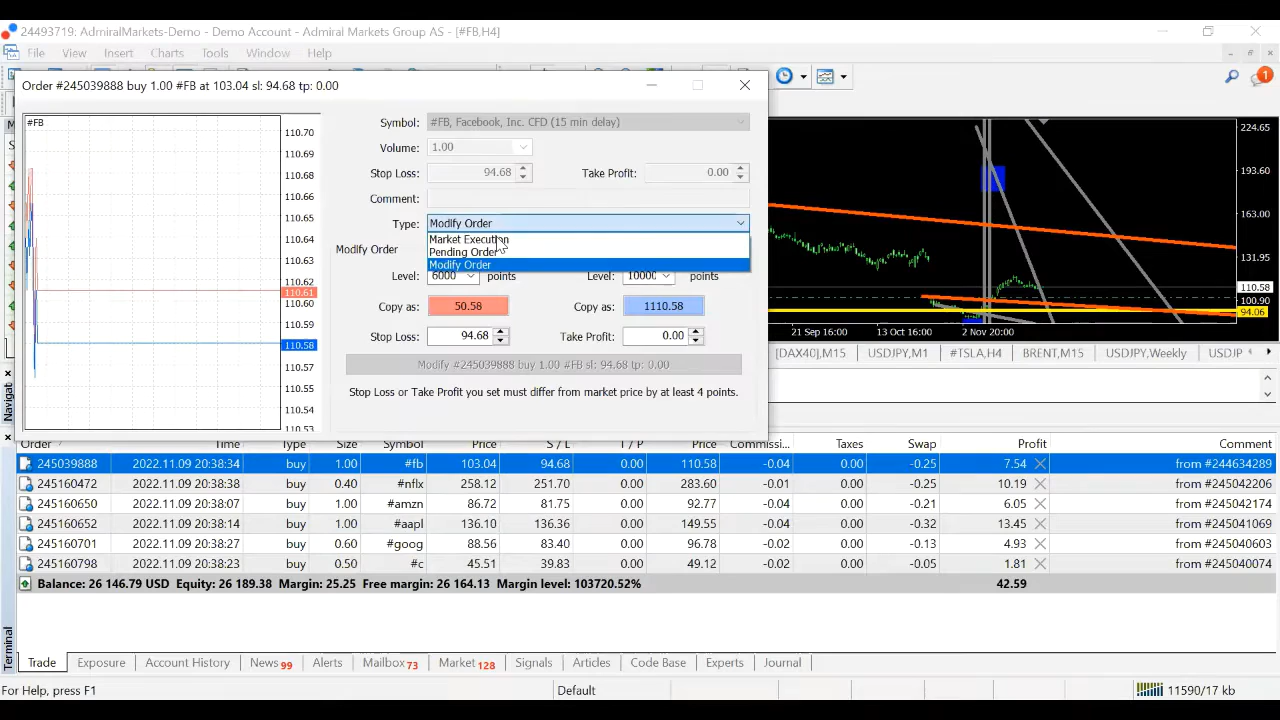 24493719: AdmiralMarkets-Demo - Demo Account - Admiral Markets Group AS - [#FB,H4]
File View Insert Charts Tools Window Help
1
Order #245039888 buy 1.00 #FB at 103.04 sl: 94.68 tp: 0.00
#FB
110.70
110.69
110.68
110.66
110.65
110.64
110.63
110.62
110.61
110.60
110.59
110.58
110.57
110.56
110.55
110.54
110.53
Symbol: #FB, Facebook, Inc. CFD (15 min delay)
Volume: 1.00
Stop Loss: 94.68 Take Profit: 0.00
Comment:
Type: Modify Order
Market Execution
Pending Order
Modify Order
Modify Order
Level: 6000 points Level: 10000 points
Copy as: 50.58 Copy as: 1110.58
Stop Loss: 94.68 Take Profit: 0.00
Modify #245039888 buy 1.00 #FB sl: 94.68 tp: 0.00
Stop Loss or Take Profit you set must differ from market price by at least 4 points.
224.65
193.60
163.00
131.95
110.58
100.90
94.06
21 Sep 16:00 13 Oct 16:00 2 Nov 20:00
[DAX40],M15 USDJPY,M1 #TSLA,H4 BRENT,M15 USDJPY,Weekly USDJP
Navigat
Order Time Type Size Symbol Price S / L T / P Price Commissi... Taxes Swap Profit Comment
245039888 2022.11.09 20:38:34 buy 1.00 #fb 103.04 94.68 0.00 110.58 -0.04 0.00 -0.25 7.54 from #244634289
245160472 2022.11.09 20:38:38 buy 0.40 #nflx 258.12 251.70 0.00 283.60 -0.01 0.00 -0.25 10.19 from #245042206
245160650 2022.11.09 20:38:07 buy 1.00 #amzn 86.72 81.75 0.00 92.77 -0.04 0.00 -0.21 6.05 from #245042174
245160652 2022.11.09 20:38:14 buy 1.00 #aapl 136.10 136.36 0.00 149.55 -0.04 0.00 -0.32 13.45 from #245041069
245160701 2022.11.09 20:38:27 buy 0.60 #goog 88.56 83.40 0.00 96.78 -0.02 0.00 -0.13 4.93 from #245040603
245160798 2022.11.09 20:38:23 buy 0.50 #c 45.51 39.83 0.00 49.12 -0.02 0.00 -0.05 1.81 from #245040074
Balance: 26 146.79 USD Equity: 26 189.38 Margin: 25.25 Free margin: 26 164.13 Margin level: 103720.52% 42.59
Terminal
Trade Exposure Account History News 99 Alerts Mailbox 73 Market 128 Signals Articles Code Base Experts Journal
For Help, press F1 Default 11590/17 kb